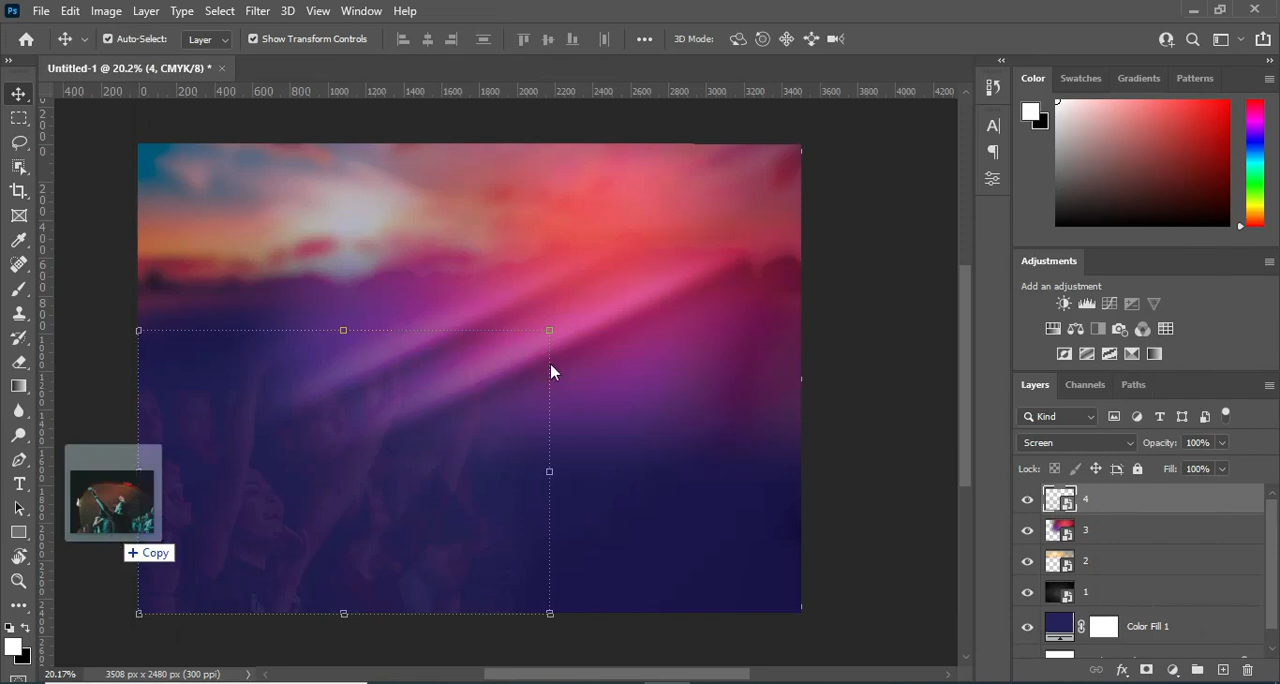 Ps File Edit Image Layer Type Select Filter 3D View Window Help
Auto-Select: Layer Show Transform Controls 3D Mode:
Untitled-1 @ 20.2% (4, CMYK/8) *
400 200 0 200 400 600 800 1000 1200 1400 1600 1800 2000 2200 2400 2600 2800 3000 3200 3400 3600 3800 4000 4200
Color Swatches Gradients Patterns
Adjustments
Add an adjustment
Layers Channels Paths
Kind
Screen Opacity: 100%
Lock: Fill: 100%
4
3
2
1
Color Fill 1
+ Copy
20.17% 3508 px x 2480 px (300 ppi)